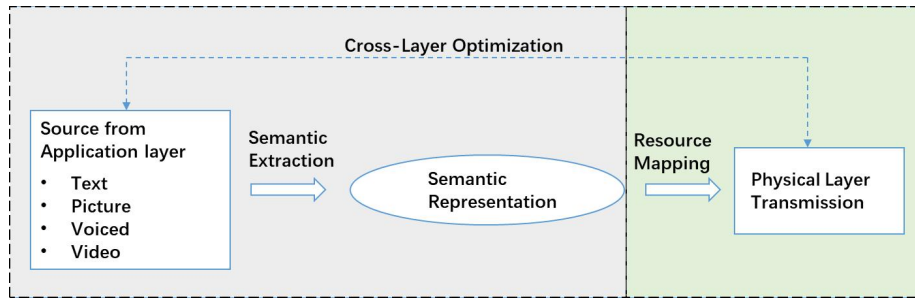 Cross-Layer Optimization
Source from
Application layer
• Text
• Picture
• Voiced
• Video
Semantic
Extraction
Semantic
Representation
Resource
Mapping
Physical Layer
Transmission